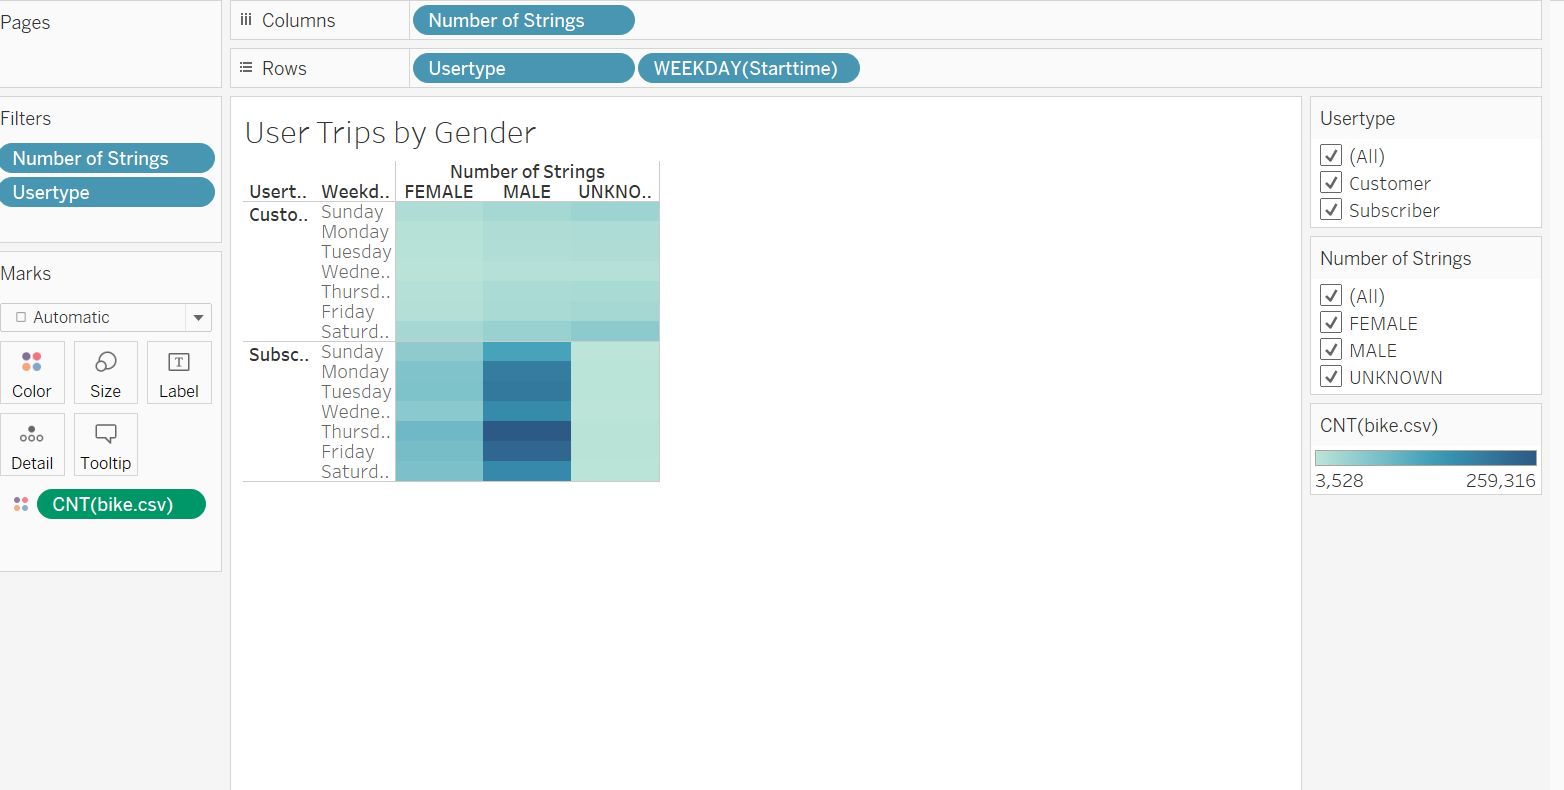 Pages
Columns
Number of Strings
Rows
Usertype
WEEKDAY(Starttime)
Filters
Number of Strings
Usertype
Marks
Automatic
Color
Size
T
Label
Detail
Tooltip
CNT(bike.csv)
User Trips by Gender
Number of Strings
Usert.. Weekd.. FEMALE MALE UNKNO..
Custo.. Sunday
Monday
Tuesday
Wedne..
Thursd..
Friday
Saturd..
Subsc.. Sunday
Monday
Tuesday
Wedne..
Thursd..
Friday
Saturd..
Usertype
(All)
Customer
Subscriber
Number of Strings
(All)
FEMALE
MALE
UNKNOWN
CNT(bike.csv)
3,528 259,316